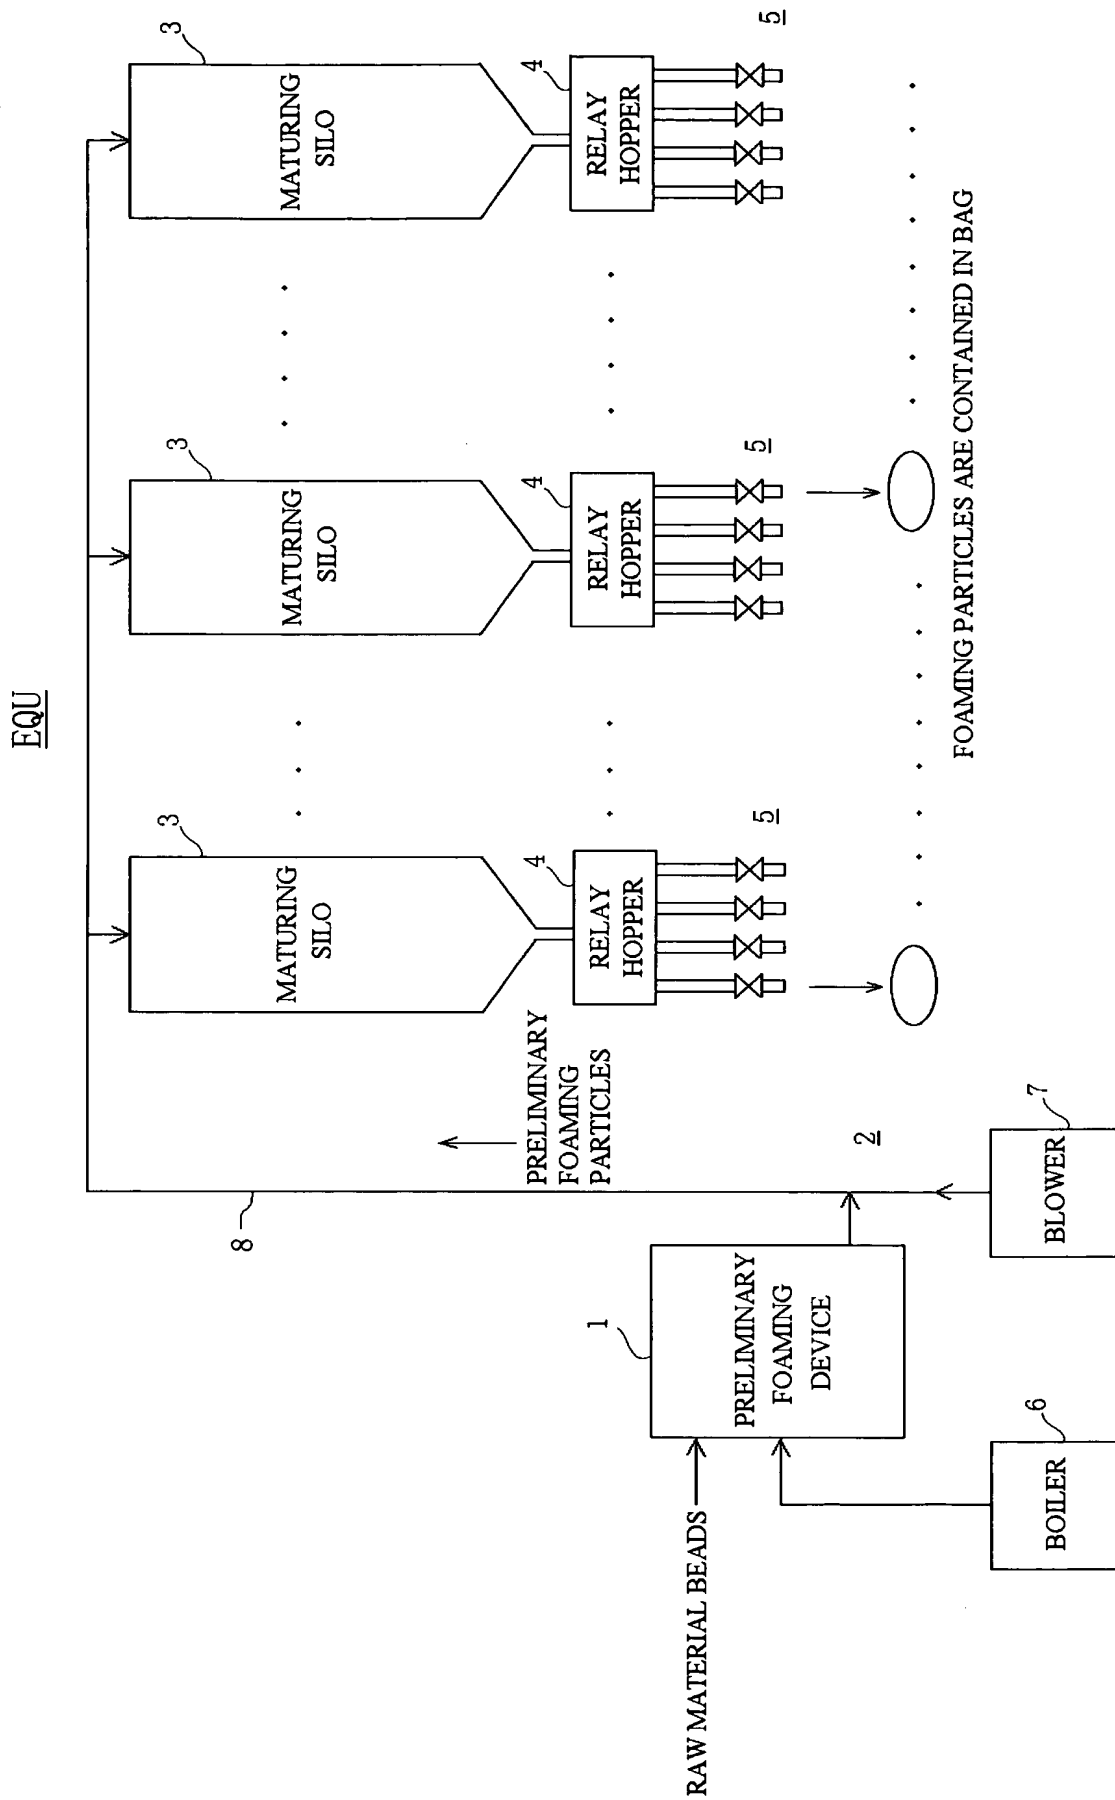 EQU
3
MATURING
SILO
3
MATURING
SILO
3
MATURING
SILO
4
RELAY
HOPPER
4
RELAY
HOPPER
4
RELAY
HOPPER
5
5
5
8
PRELIMINARY
FOAMING
PARTICLES
1
PRELIMINARY
FOAMING
DEVICE
2
RAW MATERIAL BEADS
FOAMING PARTICLES ARE CONTAINED IN BAG
6
BOILER
7
BLOWER